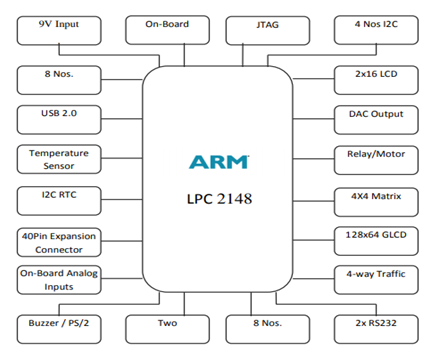 9V Input
On-Board
JTAG
4 Nos I2C
8 Nos.
2x16 LCD
USB 2.0
DAC Output
Temperature
Sensor
Relay/Motor
ARM
I2C RTC
LPC 2148
4X4 Matrix
40Pin Expansion
Connector
128x64 GLCD
On-Board Analog
Inputs
4-way Traffic
Buzzer / PS/2
Two
8 Nos.
2x RS232